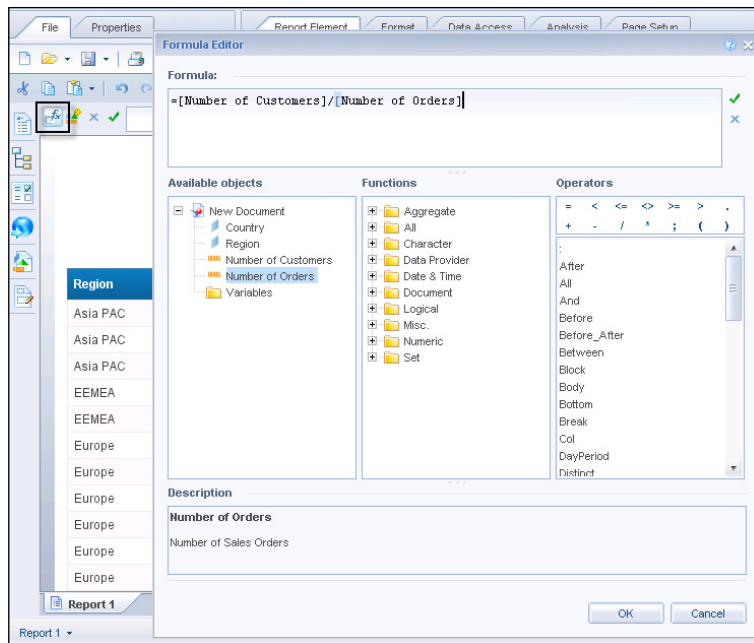 File Properties Report Element Format Data Access Analysis Page Setup
Formula Editor
Formula:
=[Number of Customers]/[Number of Orders]
Available objects
New Document
Country
Region
Number of Customers
Number of Orders
Variables
Functions
Aggregate
All
Character
Data Provider
Date & Time
Document
Logical
Misc.
Numeric
Set
Operators
= < <= <> >= > .
+ - / * ; ( )
:
After
All
And
Before
Before_After
Between
Block
Body
Bottom
Break
Col
DayPeriod
Distinct
Region
Asia PAC
Asia PAC
Asia PAC
EEMEA
EEMEA
Europe
Europe
Europe
Europe
Europe
Europe
Description
Number of Orders
Number of Sales Orders
OK Cancel
Report 1
Report 1